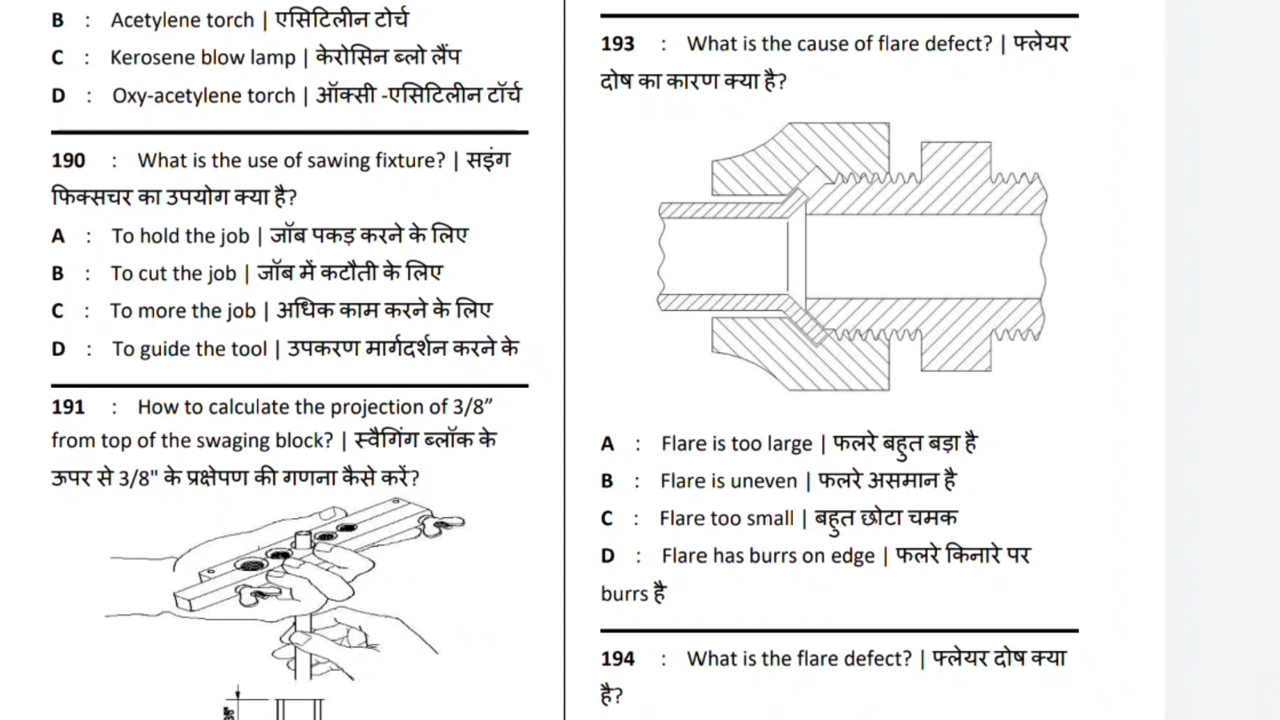 B : Acetylene torch | एसिटिलीन टोर्च
C : Kerosene blow lamp | केरोसिन ब्लो लैंप
D : Oxy-acetylene torch | ऑक्सी -एसिटिलीन टॉर्च
190 : What is the use of sawing fixture? | सइंग
फिक्सचर का उपयोग क्या है?
A : To hold the job | जॉब पकड़ करने के लिए
B : To cut the job | जॉब में कटौती के लिए
C : To more the job | अधिक काम करने के लिए
D : To guide the tool | उपकरण मार्गदर्शन करने के
191 : How to calculate the projection of 3/8”
from top of the swaging block? | स्वैगिंग ब्लॉक के
ऊपर से 3/8" के प्रक्षेपण की गणना कैसे करें?
193 : What is the cause of flare defect? | फ्लेयर
दोष का कारण क्या है?
A : Flare is too large | फलरे बहुत बड़ा है
B : Flare is uneven | फलरे असमान है
C : Flare too small | बहुत छोटा चमक
D : Flare has burrs on edge | फलरे किनारे पर
burrs है
194 : What is the flare defect? | फ्लेयर दोष क्या
है?